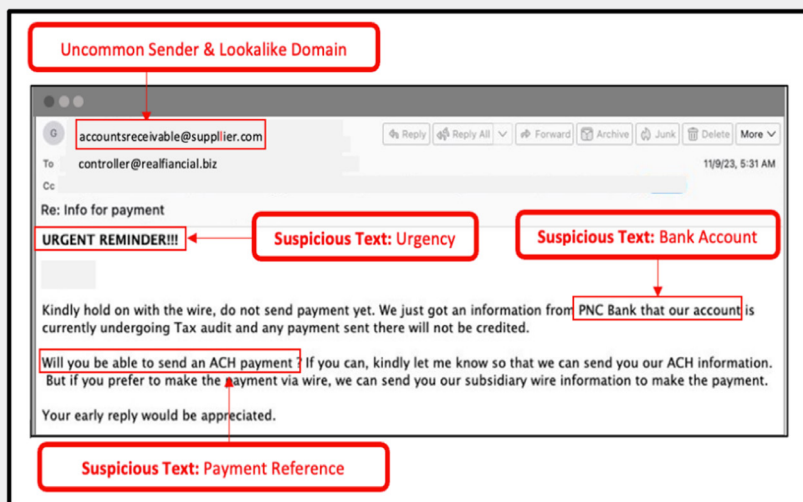 Uncommon Sender & Lookalike Domain
G
accountsreceivable@suppllier.com
Reply Reply All Forward Archive Junk Delete More
To controller@realfiancial.biz 11/9/23, 5:31 AM
Cc
Re: Info for payment
URGENT REMINDER!!!
Suspicious Text: Urgency
Suspicious Text: Bank Account
Kindly hold on with the wire, do not send payment yet. We just got an information from PNC Bank that our account is
currently undergoing Tax audit and any payment sent there will not be credited.
Will you be able to send an ACH payment ? If you can, kindly let me know so that we can send you our ACH information.
But if you prefer to make the payment via wire, we can send you our subsidiary wire information to make the payment.
Your early reply would be appreciated.
Suspicious Text: Payment Reference